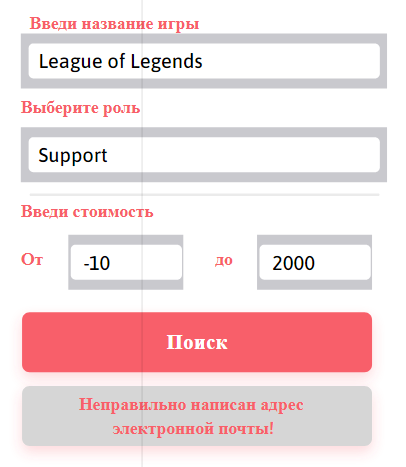 Введи название игры
League of Legends
Выберите роль
Support
Введи стоимость
От -10 до 2000
Поиск
Неправильно написан адрес
электронной почты!